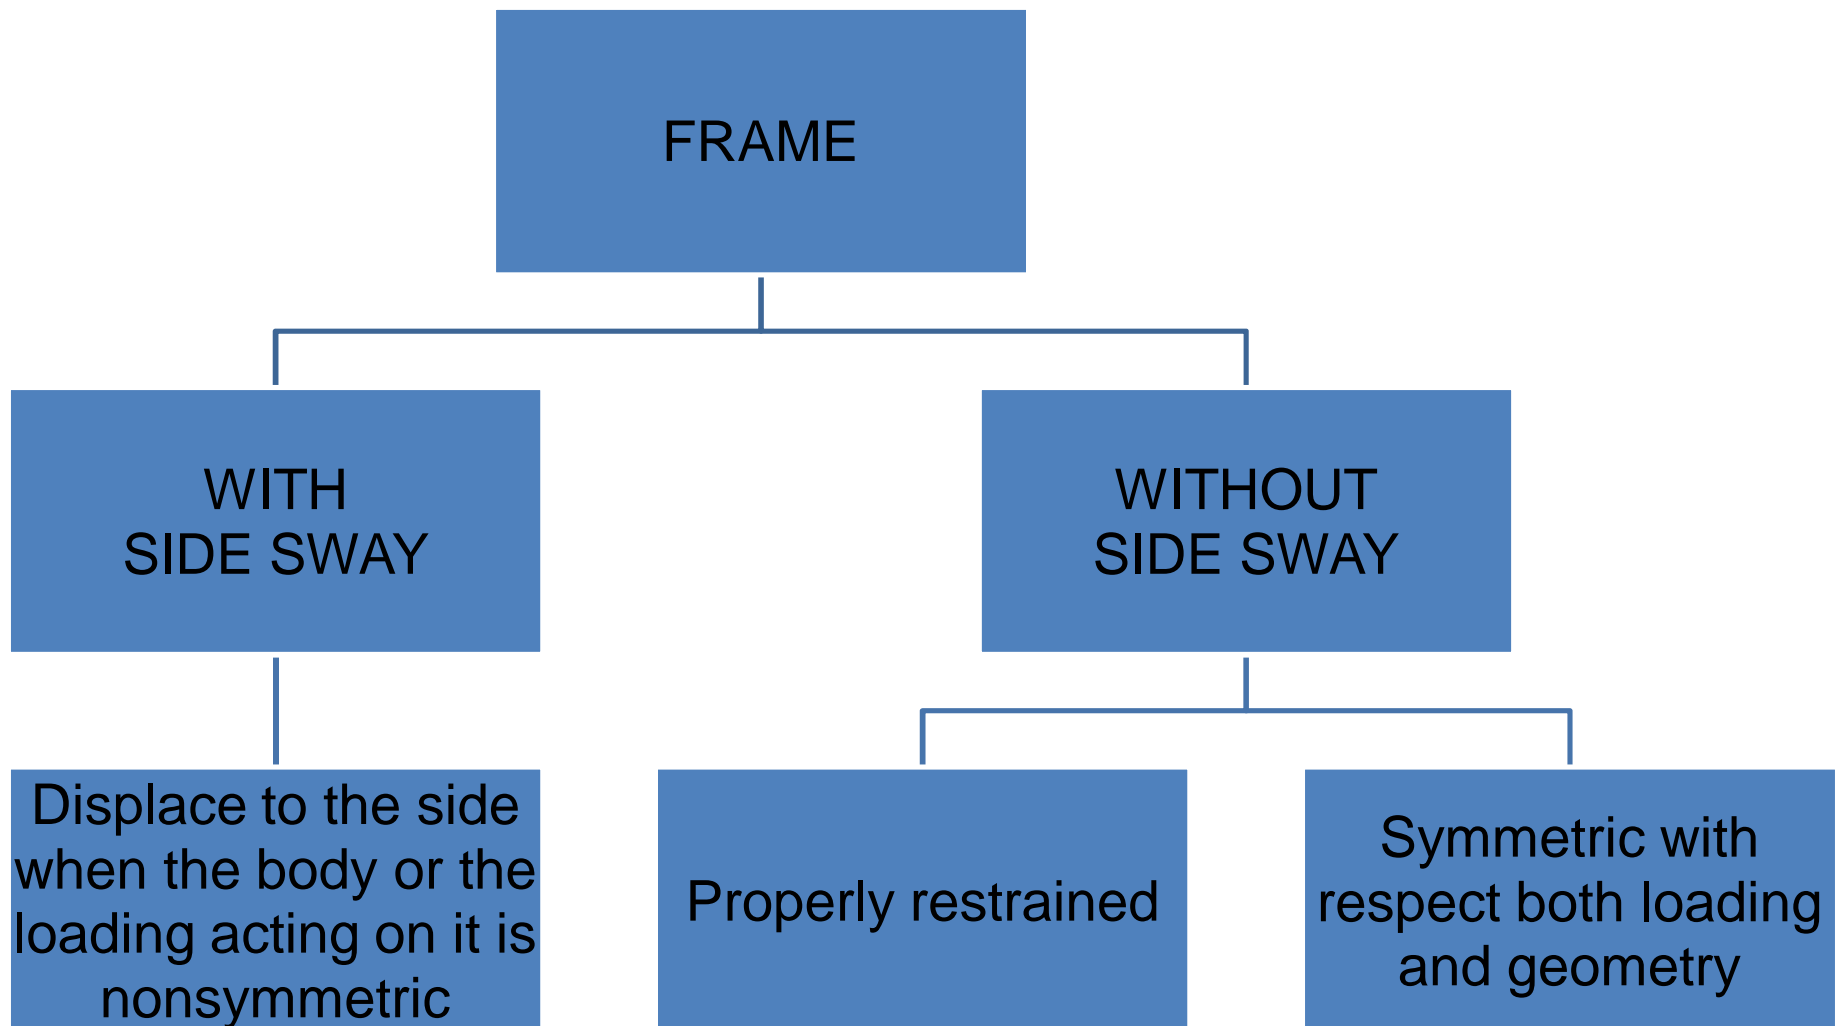 FRAME
WITH
SIDE SWAY
WITHOUT
SIDE SWAY
Displace to the side
when the body or the
loading acting on it is
nonsymmetric
Properly restrained
Symmetric with
respect both loading
and geometry